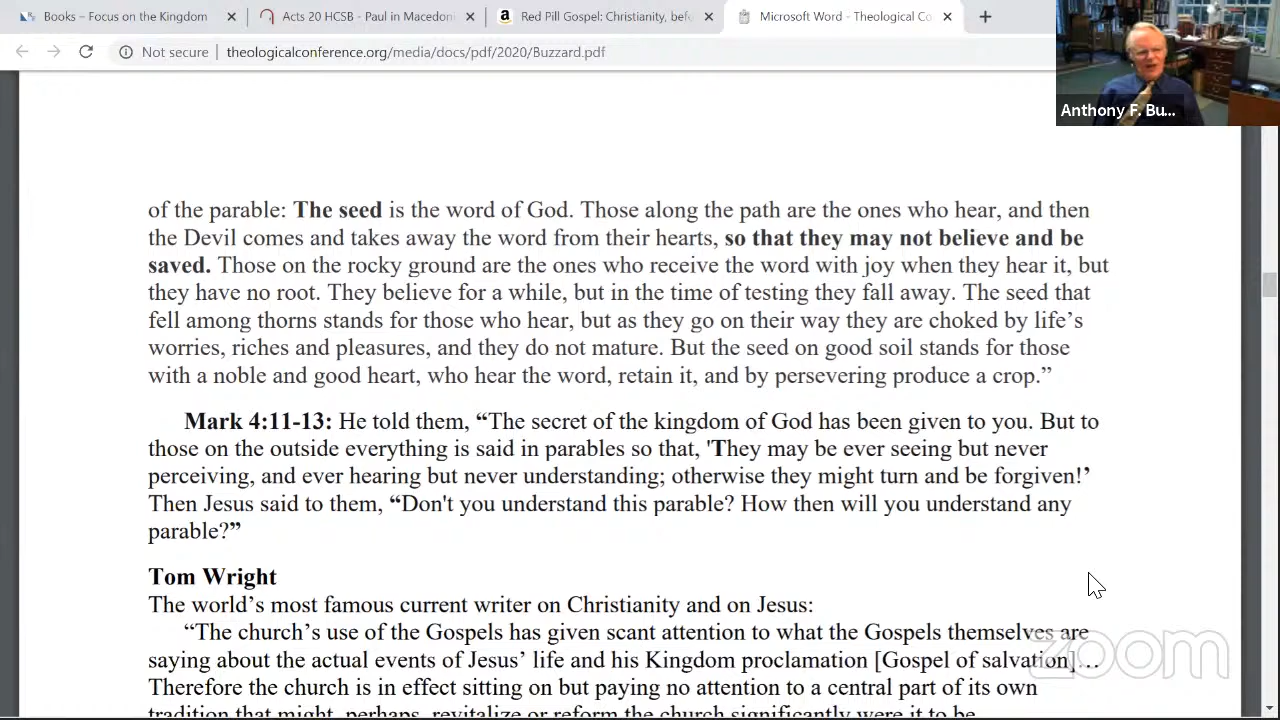 Books – Focus on the Kingdom
Acts 20 HCSB - Paul in Macedoni
Red Pill Gospel: Christianity, bef
Microsoft Word - Theological Co
Not secure | theologicalconference.org/media/docs/pdf/2020/Buzzard.pdf
Anthony F. Bu...
of the parable: The seed is the word of God. Those along the path are the ones who hear, and then
the Devil comes and takes away the word from their hearts, so that they may not believe and be
saved. Those on the rocky ground are the ones who receive the word with joy when they hear it, but
they have no root. They believe for a while, but in the time of testing they fall away. The seed that
fell among thorns stands for those who hear, but as they go on their way they are choked by life’s
worries, riches and pleasures, and they do not mature. But the seed on good soil stands for those
with a noble and good heart, who hear the word, retain it, and by persevering produce a crop.”
Mark 4:11-13: He told them, “The secret of the kingdom of God has been given to you. But to
those on the outside everything is said in parables so that, 'They may be ever seeing but never
perceiving, and ever hearing but never understanding; otherwise they might turn and be forgiven!’
Then Jesus said to them, “Don't you understand this parable? How then will you understand any
parable?”
Tom Wright
The world’s most famous current writer on Christianity and on Jesus:
“The church’s use of the Gospels has given scant attention to what the Gospels themselves are
saying about the actual events of Jesus’ life and his Kingdom proclamation [Gospel of salvation]…
Therefore the church is in effect sitting on but paying no attention to a central part of its own
tradition that might, perhaps, revitalize or reform the church significantly were it to be
zoom